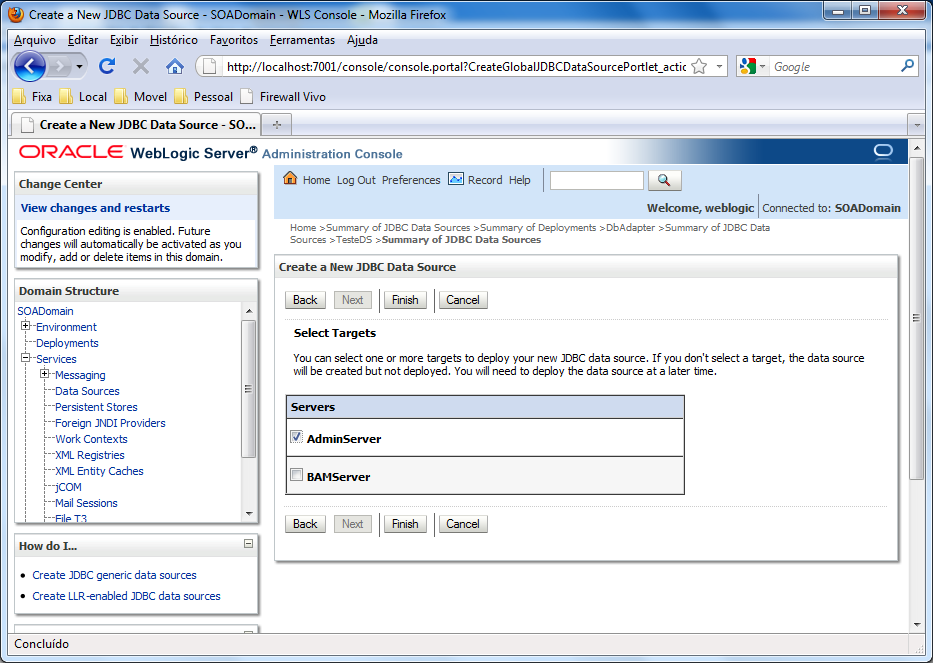 Create a New JDBC Data Source - SOADomain - WLS Console - Mozilla Firefox
Arquivo Editar Exibir Histórico Favoritos Ferramentas Ajuda
http://localhost:7001/console/console.portal?CreateGlobalJDBCDataSourcePortlet_actic
Google
Fixa Local Movel Pessoal Firewall Vivo
Create a New JDBC Data Source - SO...
ORACLE WebLogic Server® Administration Console
Change Center
View changes and restarts
Configuration editing is enabled. Future
changes will automatically be activated as you
modify, add or delete items in this domain.
Domain Structure
SOADomain
Environment
Deployments
Services
Messaging
Data Sources
Persistent Stores
Foreign JNDI Providers
Work Contexts
XML Registries
XML Entity Caches
jCOM
Mail Sessions
File T3
How do I...
Create JDBC generic data sources
Create LLR-enabled JDBC data sources
Home Log Out Preferences Record Help
Welcome, weblogic Connected to: SOADomain
Home >Summary of JDBC Data Sources >Summary of Deployments >DbAdapter >Summary of JDBC Data
Sources >TesteDS >Summary of JDBC Data Sources
Create a New JDBC Data Source
Back Next Finish Cancel
Select Targets
You can select one or more targets to deploy your new JDBC data source. If you don't select a target, the data source
will be created but not deployed. You will need to deploy the data source at a later time.
Servers
AdminServer
BAMServer
Back Next Finish Cancel
Concluído